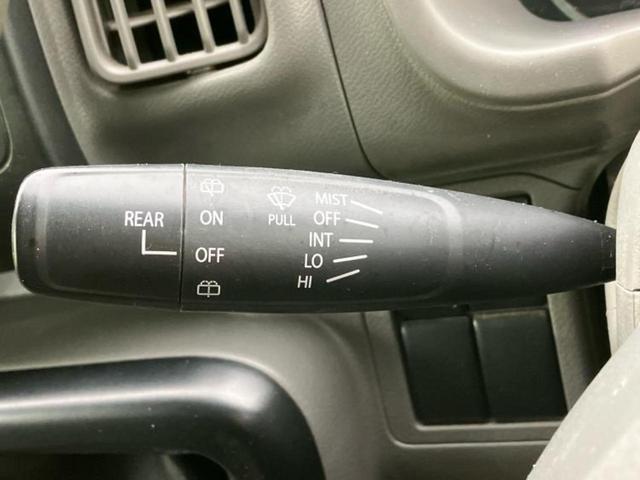 REAR
ON
OFF
PULL
MIST
OFF
INT
LO
HI